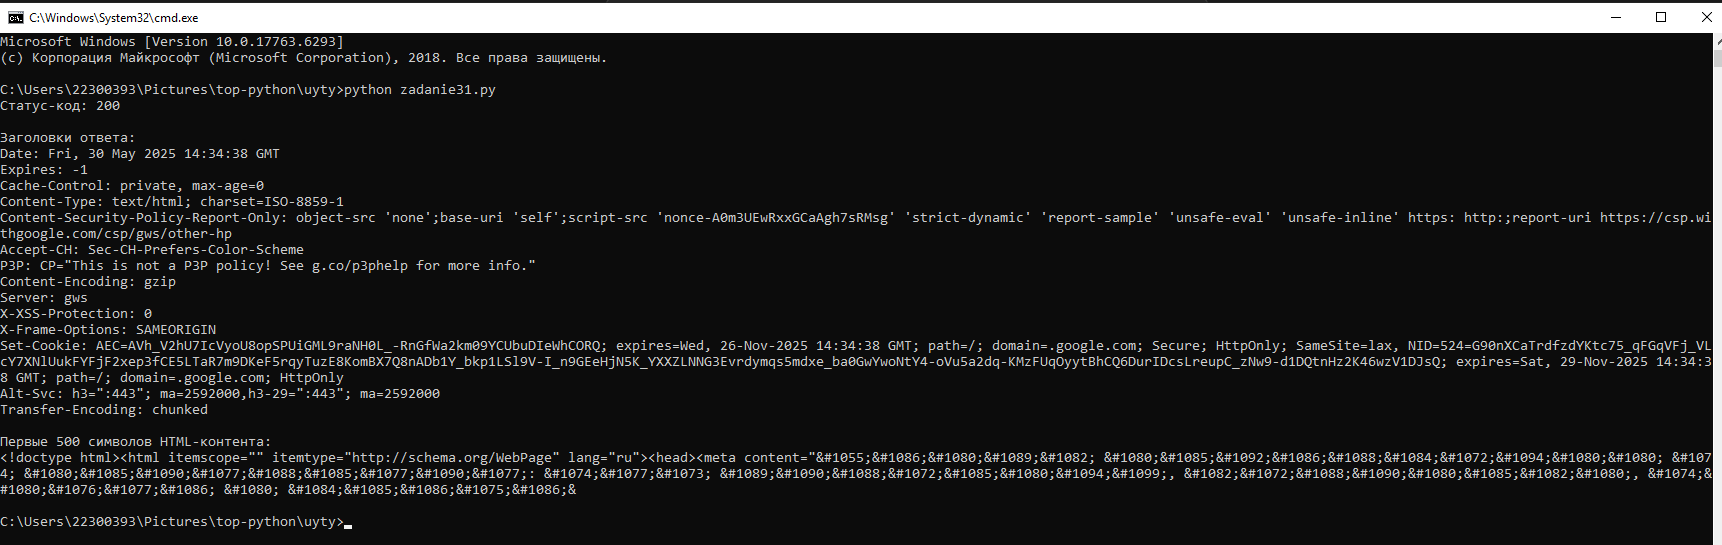 C:\Windows\System32\cmd.exe
Microsoft Windows [Version 10.0.17763.6293]
(c) Корпорация Майкрософт (Microsoft Corporation), 2018. Все права защищены.
C:\Users\22300393\Pictures\top-python\uyty>python zadanie31.py
Статус-код: 200
Заголовки ответа:
Date: Fri, 30 May 2025 14:34:38 GMT
Expires: -1
Cache-Control: private, max-age=0
Content-Type: text/html; charset=ISO-8859-1
Content-Security-Policy-Report-Only: object-src 'none';base-uri 'self';script-src 'nonce-A0m3UEwRxxGCaAgh7sRMsg' 'strict-dynamic' 'report-sample' 'unsafe-eval' 'unsafe-inline' https: http:;report-uri https://csp.wi
thgoogle.com/csp/gws/other-hp
Accept-CH: Sec-CH-Prefers-Color-Scheme
P3P: CP="This is not a P3P policy! See g.co/p3phelp for more info."
Content-Encoding: gzip
Server: gws
X-XSS-Protection: 0
X-Frame-Options: SAMEORIGIN
Set-Cookie: AEC=AVh_V2hU7IcVyoU8opSPUiGML9raNH0L_-RnGfWa2km09YCUbuDIeWhCORQ; expires=Wed, 26-Nov-2025 14:34:38 GMT; path=/; domain=.google.com; Secure; HttpOnly; SameSite=lax, NID=524=G90nXCaTrdfzdYKtc75_qFGqVFj_VL
cY7XNlUukFYFjF2xep3fCE5LTaR7m9DKeF5rqyTuzE8KomBX7Q8nADb1Y_bkp1LSl9V-I_n9GEeHjN5K_YXXZLNNG3Evrdymqs5mdxe_ba0GwYwoNtY4-oVu5a2dq-KMzFUqOyytBhCQ6DurIDcsLreupC_zNw9-d1DQtnHz2K46wzV1DJsQ; expires=Sat, 29-Nov-2025 14:34:3
8 GMT; path=/; domain=.google.com; HttpOnly
Alt-Svc: h3=":443"; ma=2592000,h3-29=":443"; ma=2592000
Transfer-Encoding: chunked
Первые 500 символов HTML-контента:
<!doctype html><html itemscope="" itemtype="http://schema.org/WebPage" lang="ru"><head><meta content="&#1055;&#1086;&#1080;&#1089;&#1082; &#1080;&#1085;&#1092;&#1086;&#1088;&#1084;&#1072;&#1094;&#1080;&#1080; &#107
4; &#1080;&#1085;&#1090;&#1077;&#1088;&#1085;&#1077;&#1090;&#1077;: &#1074;&#1077;&#1073; &#1089;&#1090;&#1088;&#1072;&#1085;&#1080;&#1094;&#1099;, &#1082;&#1072;&#1088;&#1090;&#1080;&#1085;&#1082;&#1080;, &#1074;&
#1080;&#1076;&#1077;&#1086; &#1080; &#1084;&#1085;&#1086;&#1075;&#1086;&
C:\Users\22300393\Pictures\top-python\uyty>